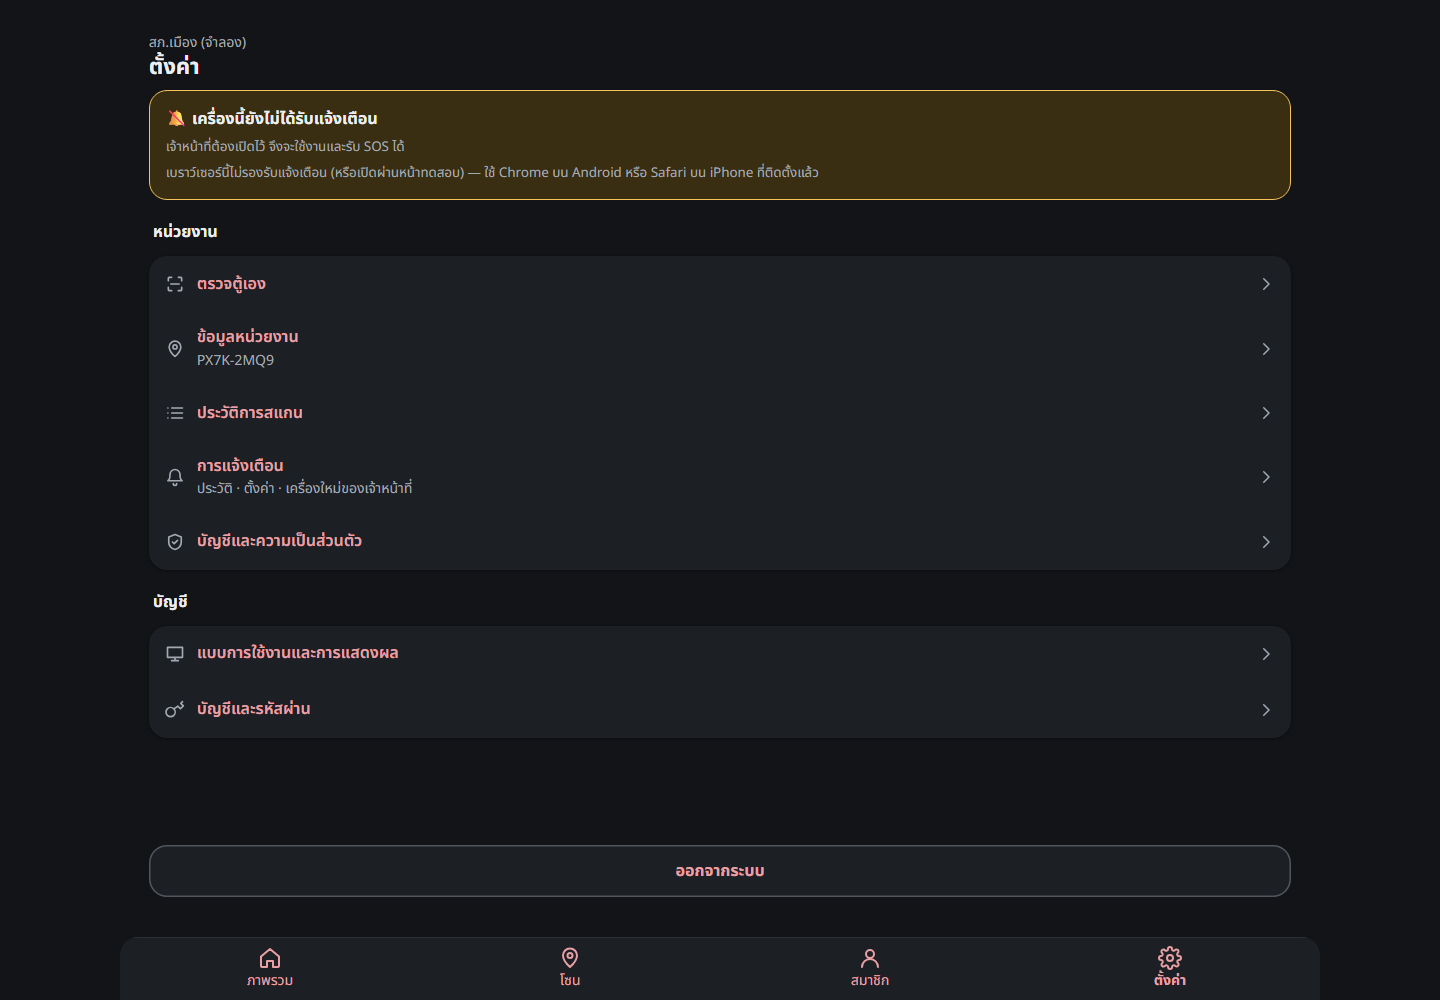 สภ.เมือง (จำลอง)
ตั้งค่า
เครื่องนี้ยังไม่ได้รับแจ้งเตือน
เจ้าหน้าที่ต้องเปิดไว้ จึงจะใช้งานและรับ SOS ได้
เบราว์เซอร์นี้ไม่รองรับแจ้งเตือน (หรือเปิดผ่านหน้าทดสอบ) — ใช้ Chrome บน Android หรือ Safari บน iPhone ที่ติดตั้งแล้ว
หน่วยงาน
ตรวจตู้เอง
ข้อมูลหน่วยงาน
PX7K-2MQ9
ประวัติการสแกน
การแจ้งเตือน
ประวัติ · ตั้งค่า · เครื่องใหม่ของเจ้าหน้าที่
บัญชีและความเป็นส่วนตัว
บัญชี
แบบการใช้งานและการแสดงผล
บัญชีและรหัสผ่าน
ออกจากระบบ
ภาพรวม
โซน
สมาชิก
ตั้งค่า